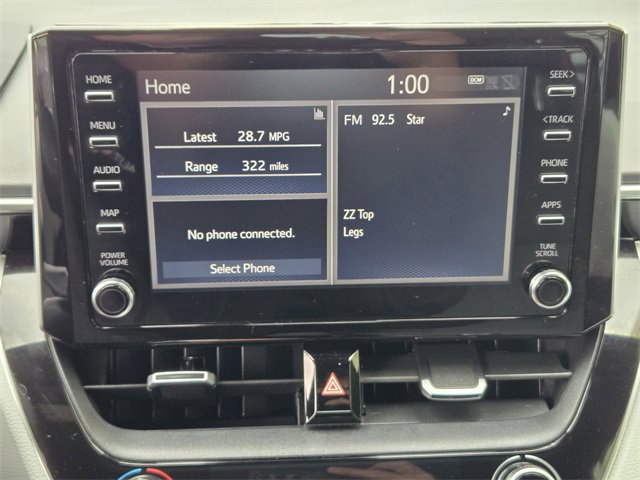 HOME
MENU
AUDIO
MAP
POWER
VOLUME
Home
1:00
DCM
Latest 28.7 MPG
Range 322 miles
No phone connected.
Select Phone
FM 92.5 Star
ZZ Top
Legs
SEEK >
< TRACK
PHONE
APPS
TUNE
SCROLL